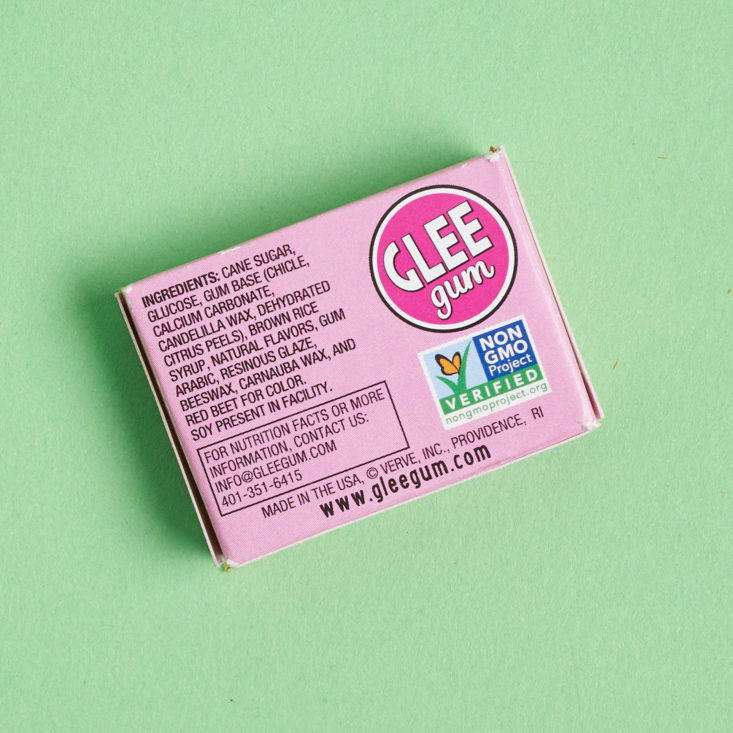 INGREDIENTS: CANE SUGAR,
GLUCOSE, GUM BASE (CHICLE,
CALCIUM CARBONATE,
CANDELILLA WAX, DEHYDRATED
CITRUS PEELS), BROWN RICE
SYRUP, NATURAL FLAVORS, GUM
ARABIC, RESINOUS GLAZE,
BEESWAX, CARNAUBA WAX, AND
RED BEET FOR COLOR.
SOY PRESENT IN FACILITY.
FOR NUTRITION FACTS OR MORE
INFORMATION, CONTACT US:
INFO@GLEEGUM.COM
401-351-6415
GLEE
gum
NON
GMO
Project
VERIFIED
nongmoproject.org
MADE IN THE USA, © VERVE, INC., PROVIDENCE, RI
www.gleegum.com